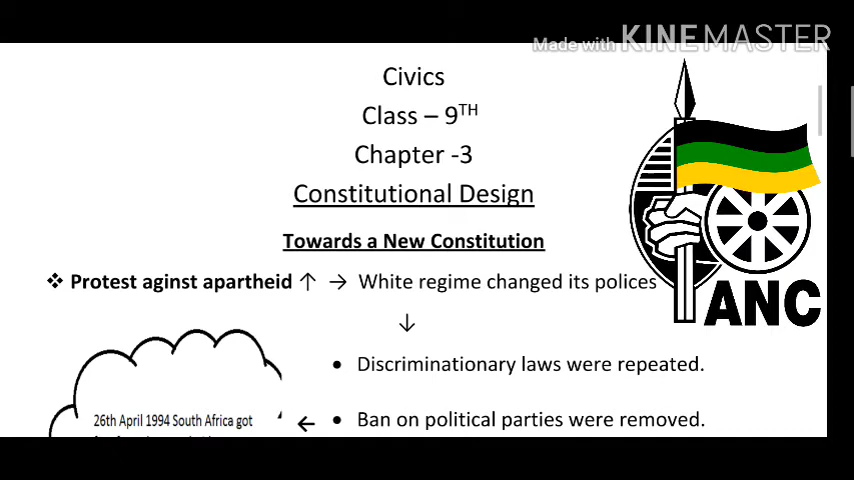 Made with KINEMASTER
Civics
Class – 9TH
Chapter -3
Constitutional Design
Towards a New Constitution
❖ Protest aginst apartheid ↑ → White regime changed its polices
↓
ANC
• Discriminationary laws were repeated.
26th April 1994 South Africa got ← • Ban on political parties were removed.